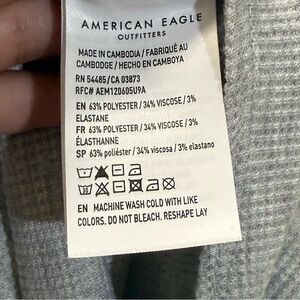 AMERICAN EAGLE
OUTFITTERS
MADE IN CAMBODIA / FABRIQUÉ AU
CAMBODGE / HECHO EN CAMBOYA
RN 54485/CA 03873
RFC# AEM120605U9A
EN 63% POLYESTER / 34% VISCOSE / 3%
ELASTANE
FR 63% POLYESTER / 34% VISCOSE / 3%
ÉLASTHANNE
SP 63% poliéster / 34% viscosa / 3% elastano
EN MACHINE WASH COLD WITH LIKE
COLORS. DO NOT BLEACH. RESHAPE LAY